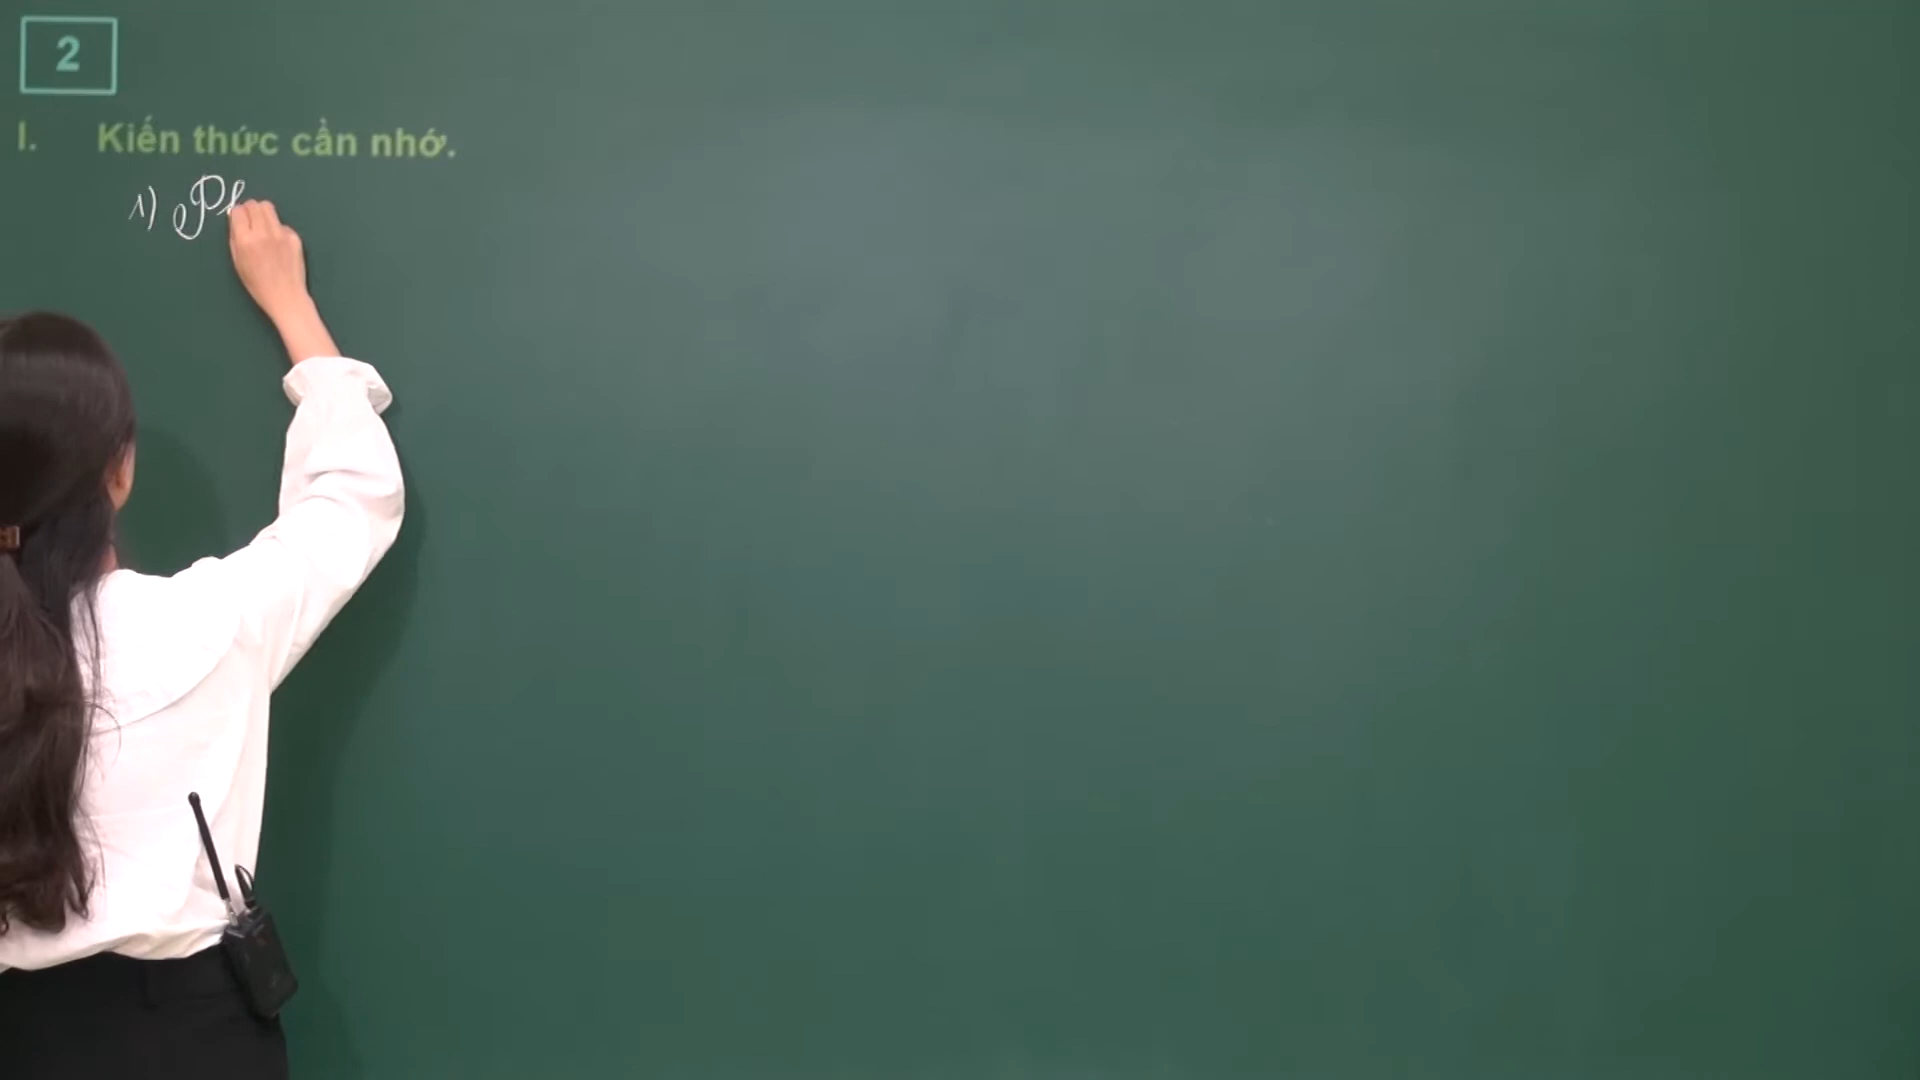 2
I. Kiến thức cần nhớ.
1) Ph